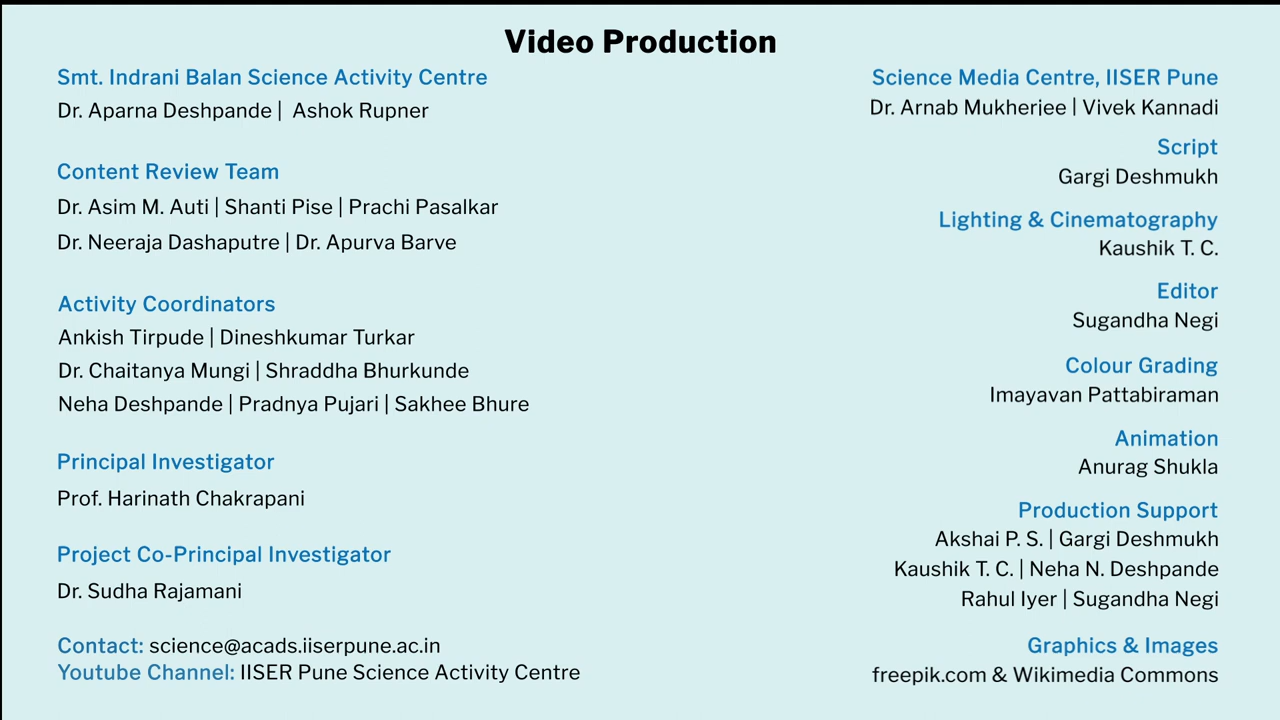 Video Production
Smt. Indrani Balan Science Activity Centre
Dr. Aparna Deshpande | Ashok Rupner
Content Review Team
Dr. Asim M. Auti | Shanti Pise | Prachi Pasalkar
Dr. Neeraja Dashaputre | Dr. Apurva Barve
Activity Coordinators
Ankish Tirpude | Dineshkumar Turkar
Dr. Chaitanya Mungi | Shraddha Bhurkunde
Neha Deshpande | Pradnya Pujari | Sakhee Bhure
Principal Investigator
Prof. Harinath Chakrapani
Project Co-Principal Investigator
Dr. Sudha Rajamani
Contact: science@acads.iiserpune.ac.in
Youtube Channel: IISER Pune Science Activity Centre
Science Media Centre, IISER Pune
Dr. Arnab Mukherjee | Vivek Kannadi
Script
Gargi Deshmukh
Lighting & Cinematography
Kaushik T. C.
Editor
Sugandha Negi
Colour Grading
Imayavan Pattabiraman
Animation
Anurag Shukla
Production Support
Akshai P. S. | Gargi Deshmukh
Kaushik T. C. | Neha N. Deshpande
Rahul Iyer | Sugandha Negi
Graphics & Images
freepik.com & Wikimedia Commons